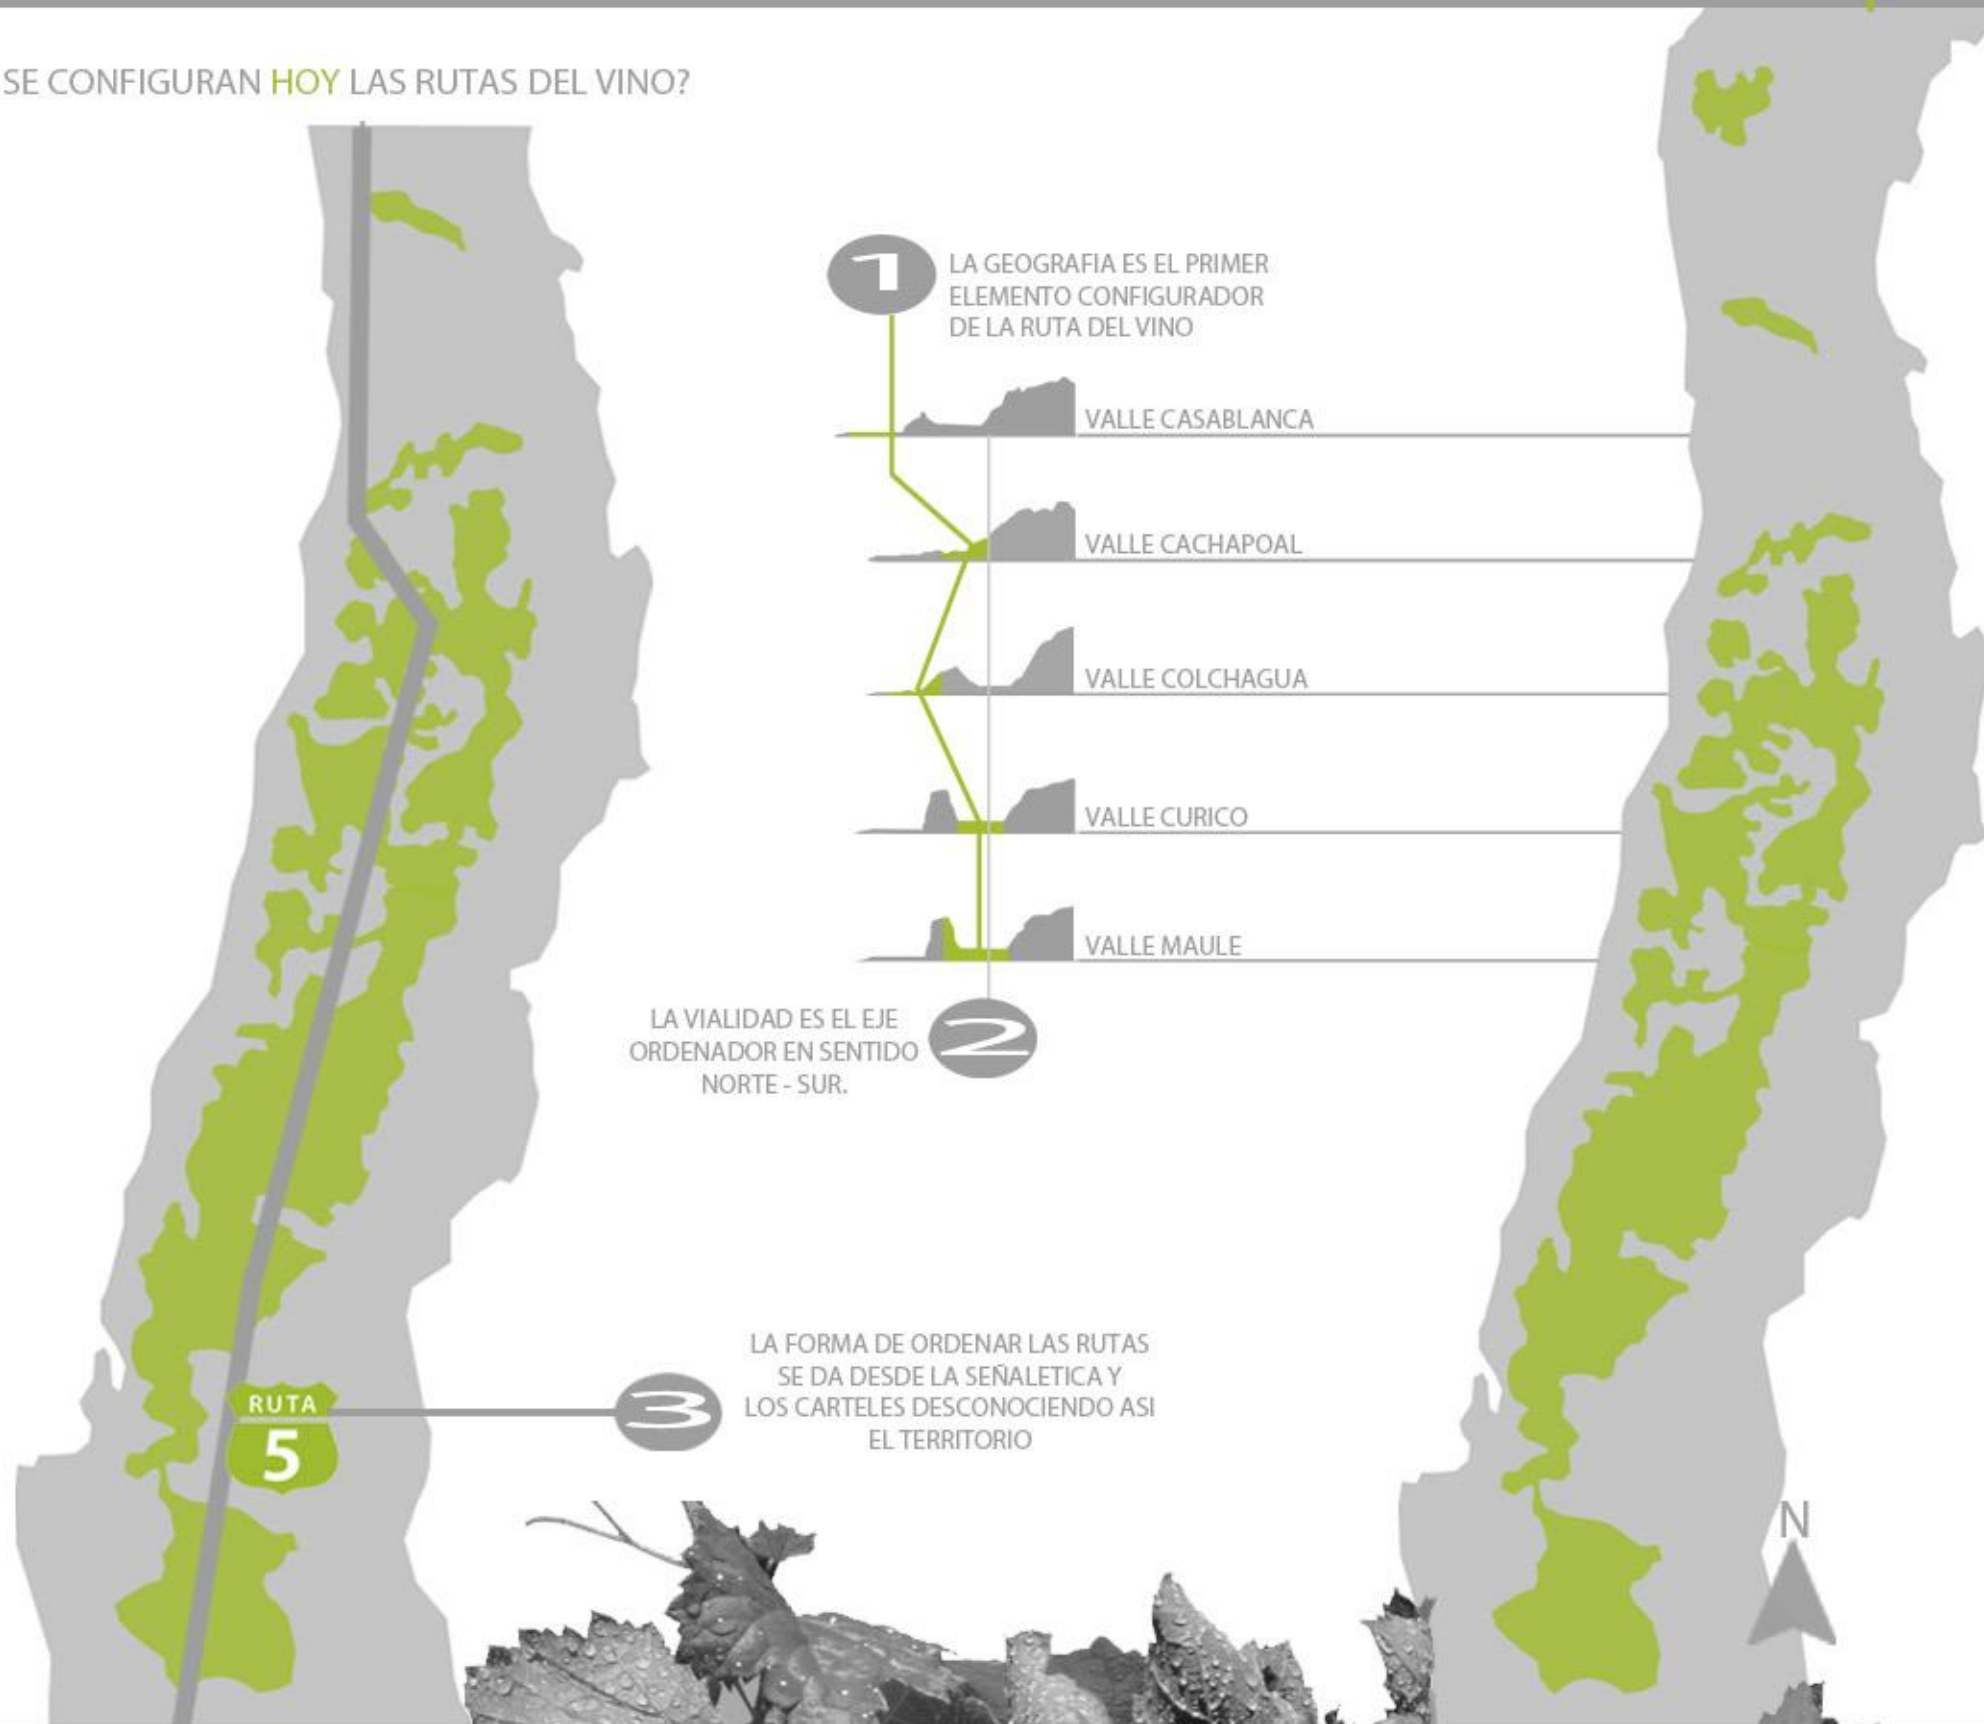 SE CONFIGURAN HOY LAS RUTAS DEL VINO?
1
LA GEOGRAFIA ES EL PRIMER
ELEMENTO CONFIGURADOR
DE LA RUTA DEL VINO
VALLE CASABLANCA
VALLE CACHAPOAL
VALLE COLCHAGUA
VALLE CURICO
VALLE MAULE
LA VIALIDAD ES EL EJE
ORDENADOR EN SENTIDO
NORTE - SUR.
2
3
LA FORMA DE ORDENAR LAS RUTAS
SE DA DESDE LA SEÑALETICA Y
LOS CARTELES DESCONOCIENDO ASI
EL TERRITORIO
RUTA
5
N